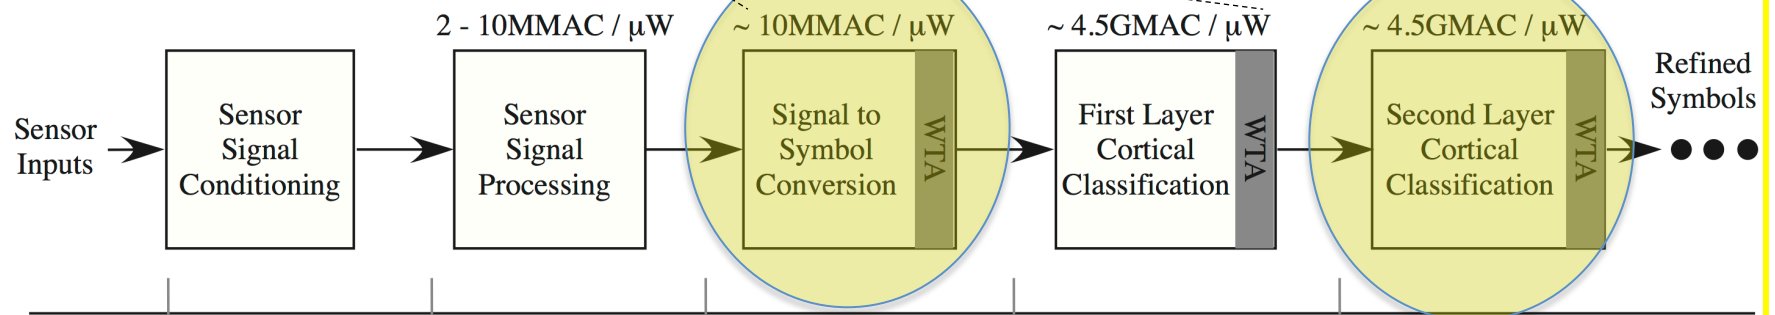 2 - 10MMAC / µW
~ 10MMAC / µW
~ 4.5GMAC / µW
~ 4.5GMAC / µW
Sensor
Inputs
Sensor
Signal
Conditioning
Sensor
Signal
Processing
Signal to
Symbol
Conversion
WTA
First Layer
Cortical
Classification
WTA
Second Layer
Cortical
Classification
WTA
Refined
Symbols